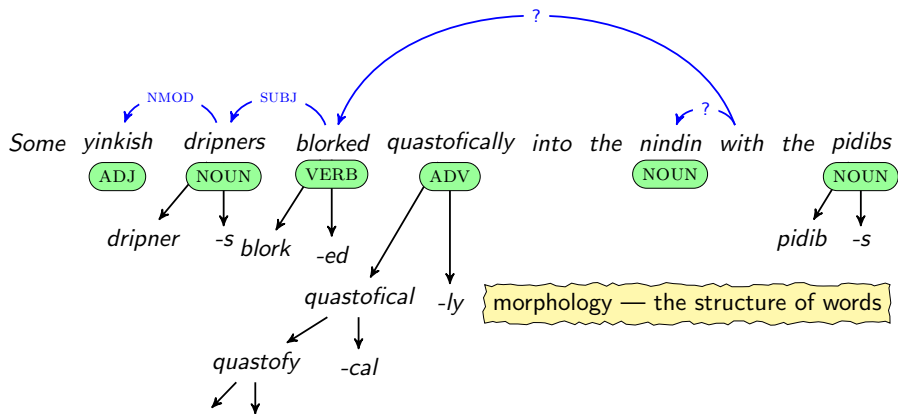 ?
NMOD SUBJ ?
Some yinkish dripners blorked quastofically into the nindin with the pidibs
ADJ NOUN VERB ADV NOUN NOUN
dripner -s blork -ed pidib -s
quastofical -ly morphology — the structure of words
quastofy -cal